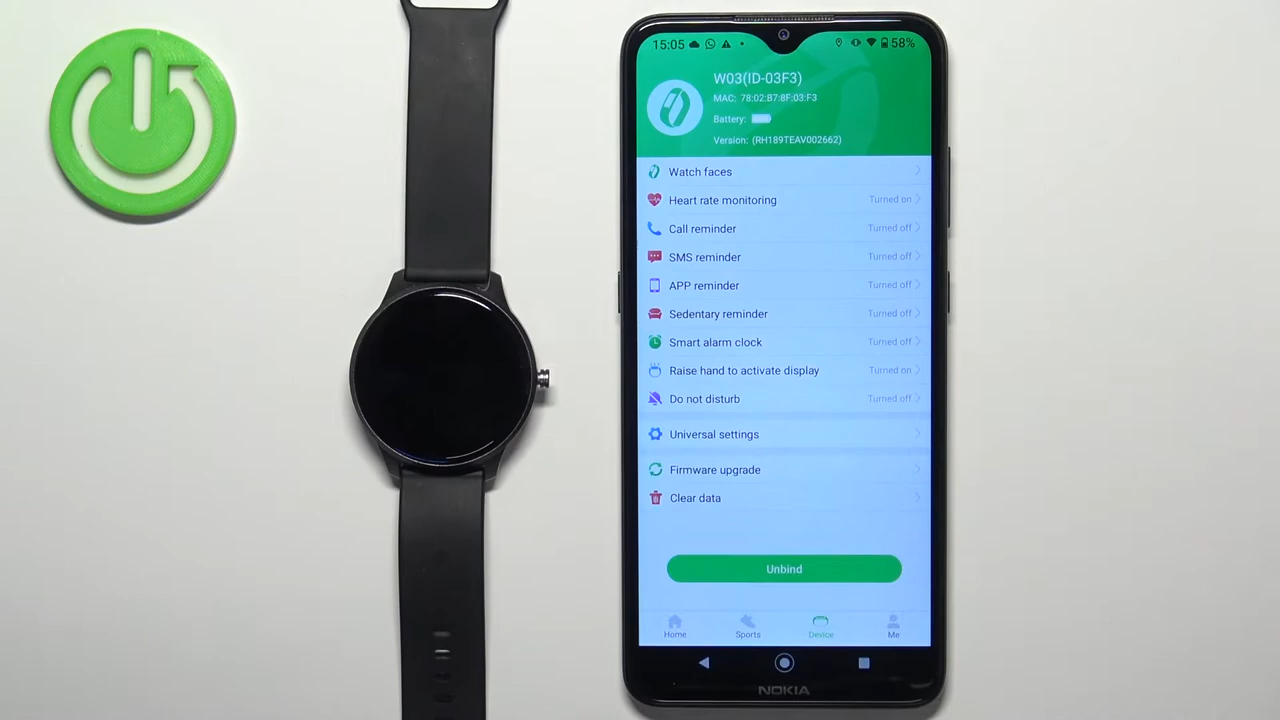 15:05
58%
W03(ID-03F3)
MAC: 78:02:B7:8F:03:F3
Battery:
Version: (RH189TEAV002662)
Watch faces
Heart rate monitoring Turned on
Call reminder Turned off
SMS reminder Turned off
APP reminder Turned off
Sedentary reminder Turned off
Smart alarm clock Turned off
Raise hand to activate display Turned on
Do not disturb Turned off
Universal settings
Firmware upgrade
Clear data
Unbind
Home Sports Device Me
NOKIA